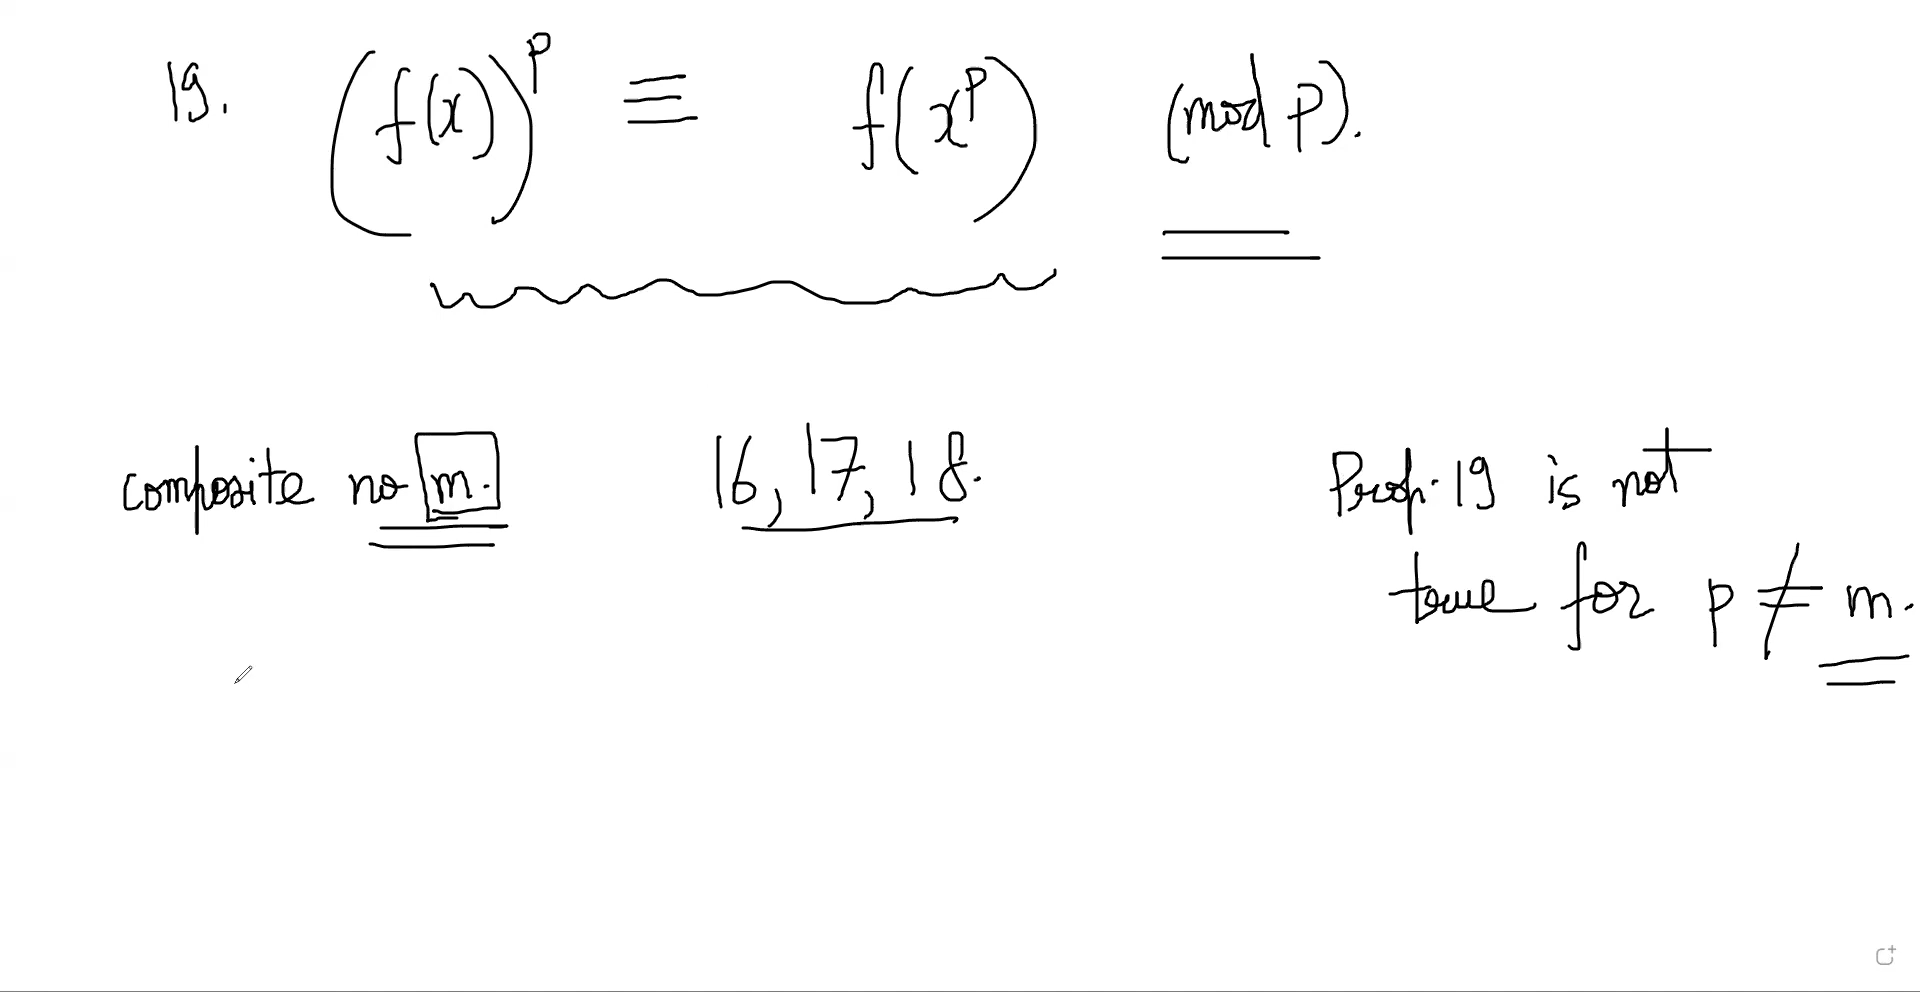 19. (f(x))^p ≡ f(x^p) (mod p).
composite no m. 16, 17, 18. Prop. 19 is not
true for p ≠ m.